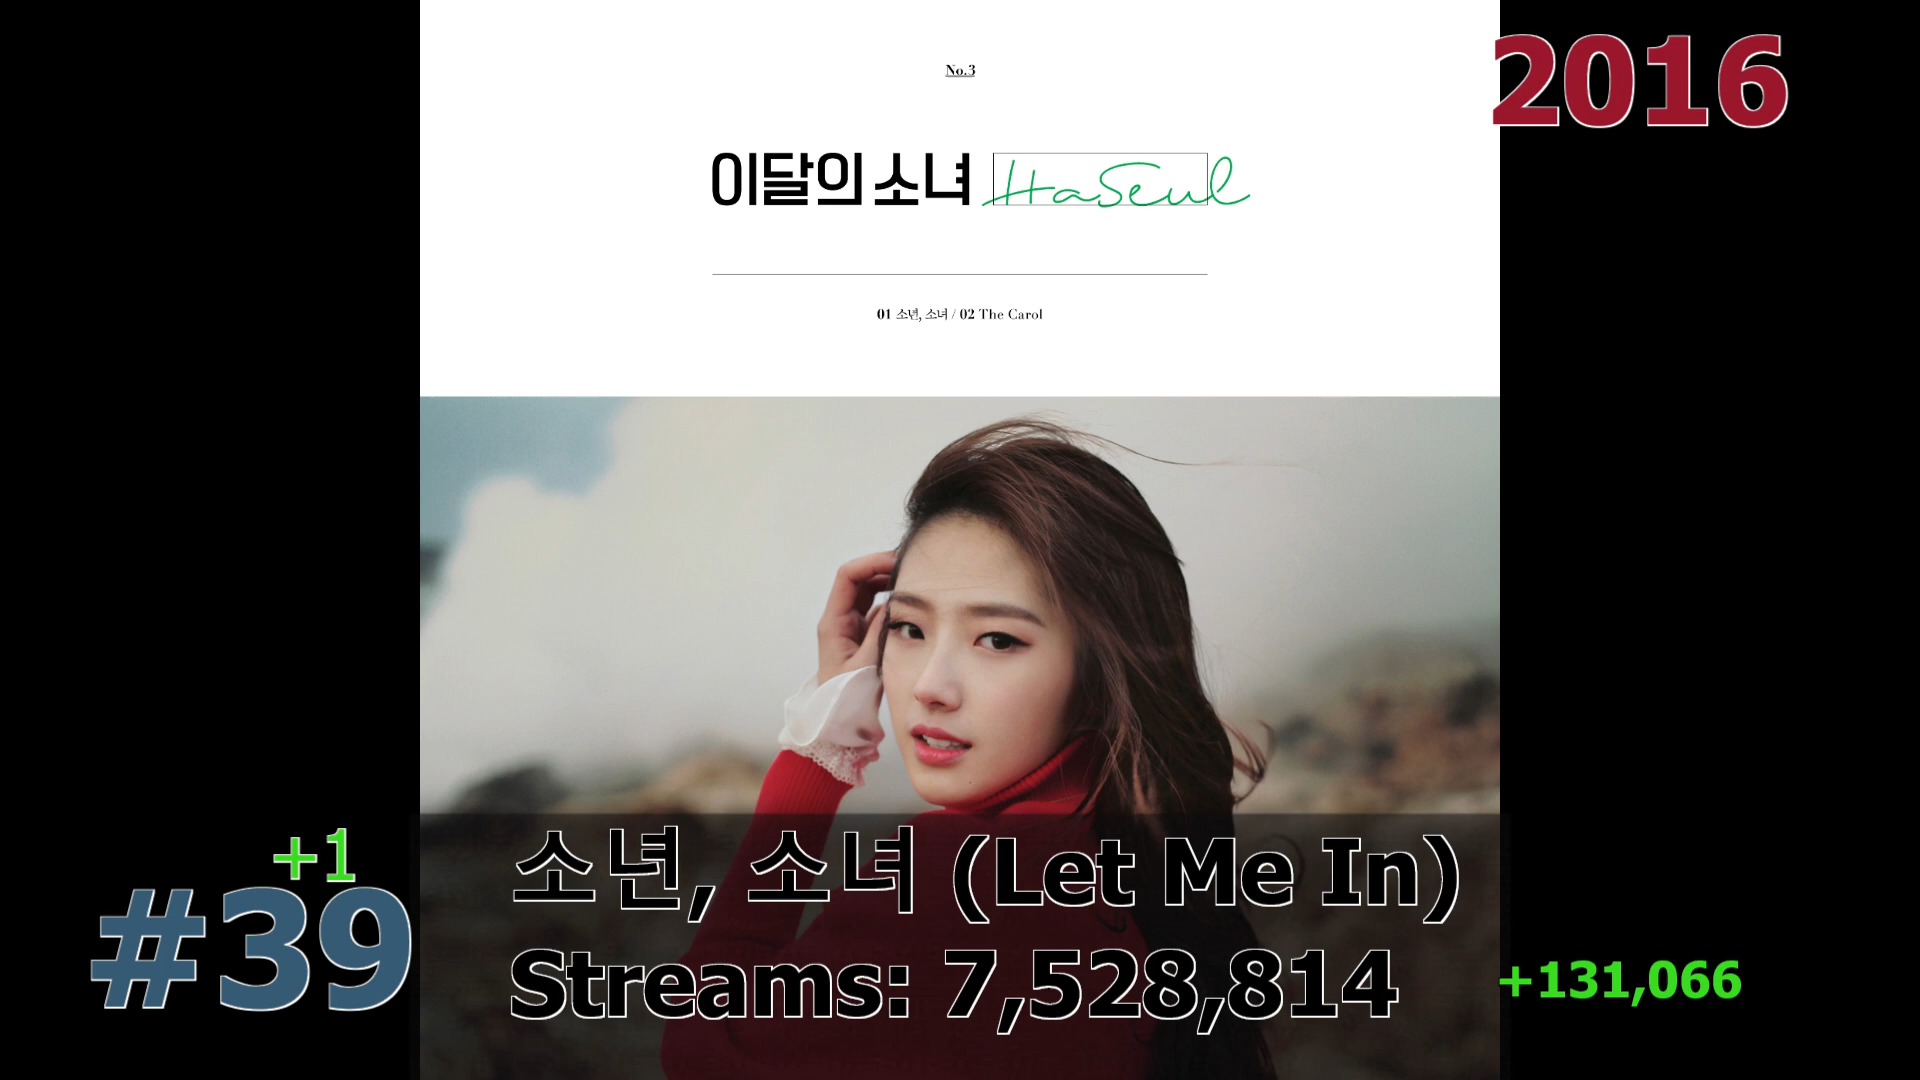 No.3
2016
이달의 소녀 HaSeul
01 소년, 소녀 / 02 The Carol
+1
#39
소년, 소녀 (Let Me In)
Streams: 7,528,814
+131,066